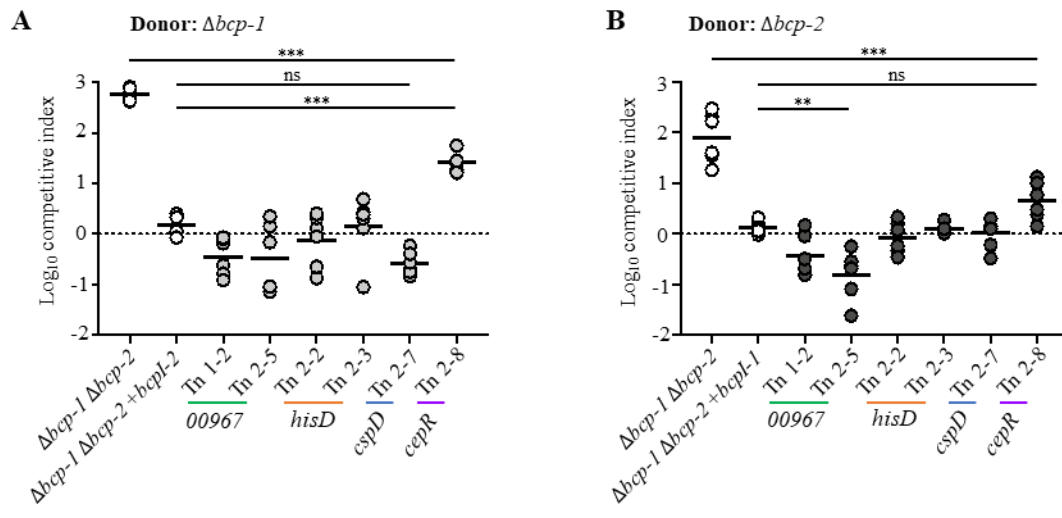 A
Donor: Δbcp-1
***
ns
***
Log10 competitive index
3
2
1
0
-1
-2
Δbcp-1 Δbcp-2
Δbcp-1 Δbcp-2 +bcpI-2
Tn 1-2
Tn 2-5
Tn 2-2
Tn 2-3
Tn 2-7
Tn 2-8
00967
hisD
cspD
cepR
B
Donor: Δbcp-2
***
ns
**
Log10 competitive index
3
2
1
0
-1
-2
Δbcp-1 Δbcp-2
Δbcp-1 Δbcp-2 +bcpI-1
Tn 1-2
Tn 2-5
Tn 2-2
Tn 2-3
Tn 2-7
Tn 2-8
00967
hisD
cspD
cepR